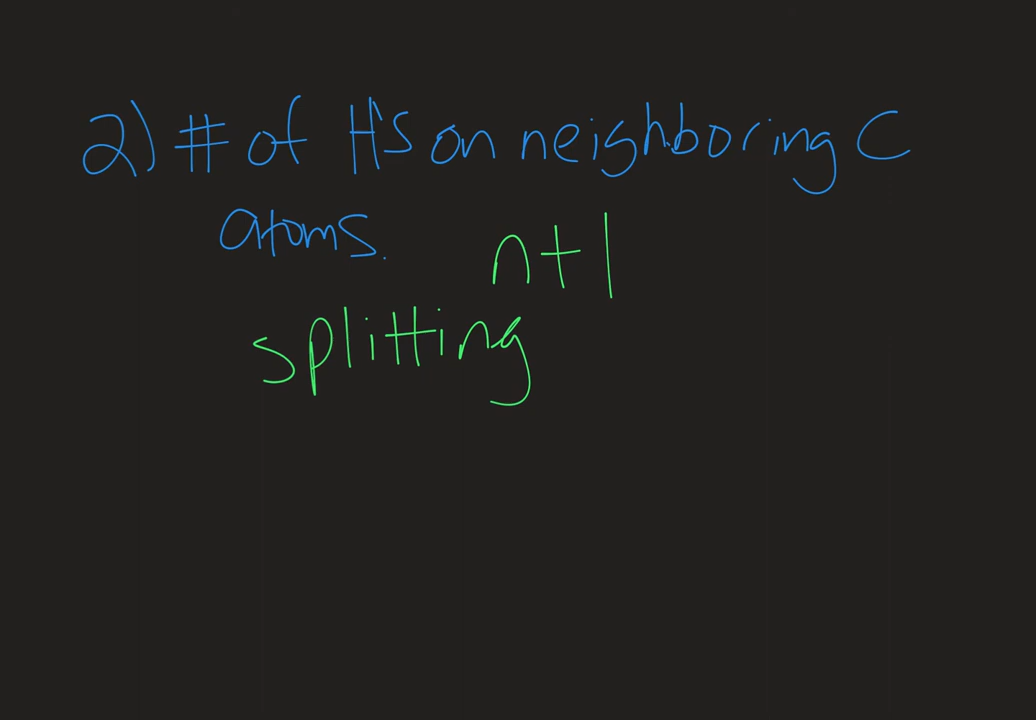 2) # of H's on neighboring C
atoms.
n+1
splitting